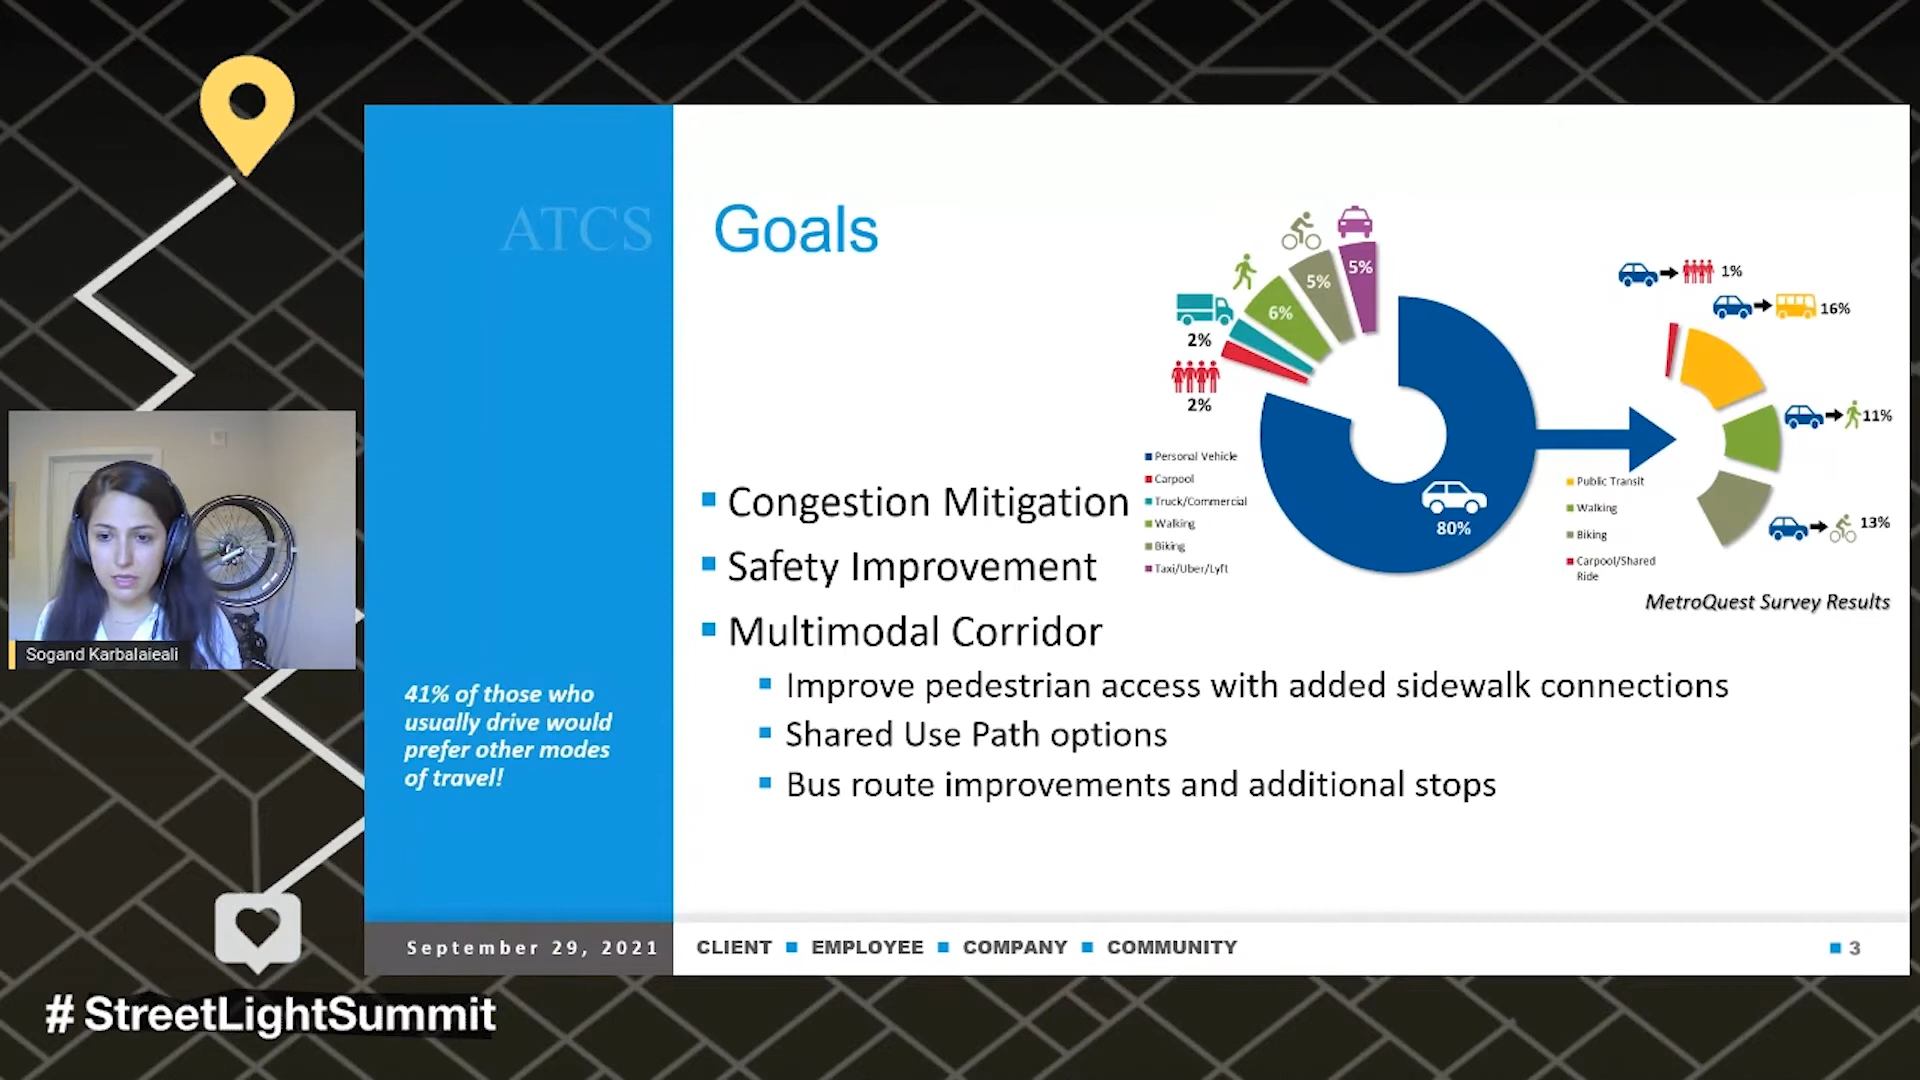 ATCS
Goals
5%
5%
6%
2%
2%
80%
Personal Vehicle
Carpool
Truck/Commercial
Walking
Biking
Taxi/Uber/Lyft
1%
16%
11%
13%
Public Transit
Walking
Biking
Carpool/Shared
Ride
MetroQuest Survey Results
Congestion Mitigation
Safety Improvement
Multimodal Corridor
Improve pedestrian access with added sidewalk connections
Shared Use Path options
Bus route improvements and additional stops
Sogand Karbalaieali
41% of those who
usually drive would
prefer other modes
of travel!
September 29, 2021
CLIENT EMPLOYEE COMPANY COMMUNITY
3
#StreetLightSummit